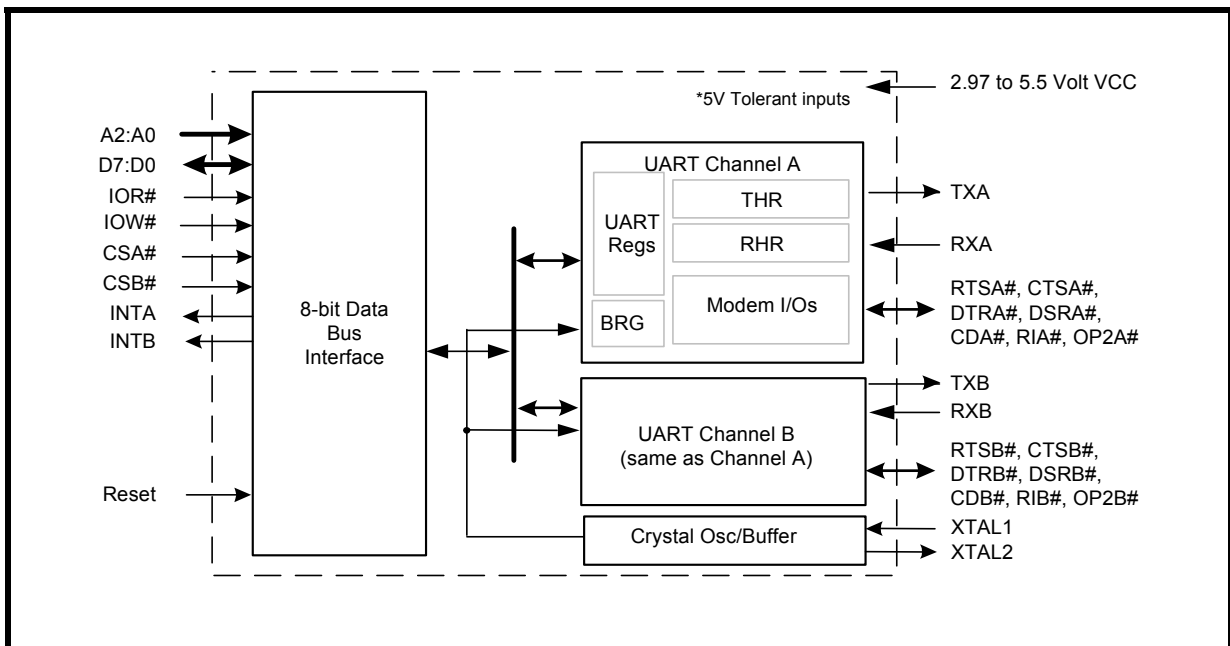 2.97 to 5.5 Volt VCC
*5V Tolerant inputs
A2:A0
D7:D0
IOR#
IOW#
CSA#
CSB#
INTA
INTB
Reset
8-bit Data
Bus
Interface
UART Channel A
UART
Regs
THR
RHR
BRG
Modem I/Os
TXA
RXA
RTSA#, CTSA#,
DTRA#, DSRA#,
CDA#, RIA#, OP2A#
UART Channel B
(same as Channel A)
TXB
RXB
RTSB#, CTSB#,
DTRB#, DSRB#,
CDB#, RIB#, OP2B#
Crystal Osc/Buffer
XTAL1
XTAL2